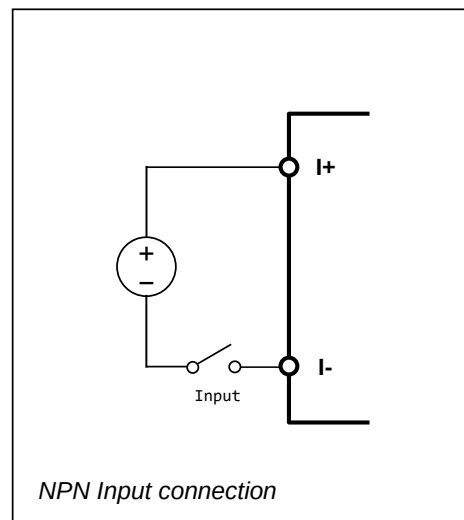 I+
+
−
I-
Input
NPN Input connection